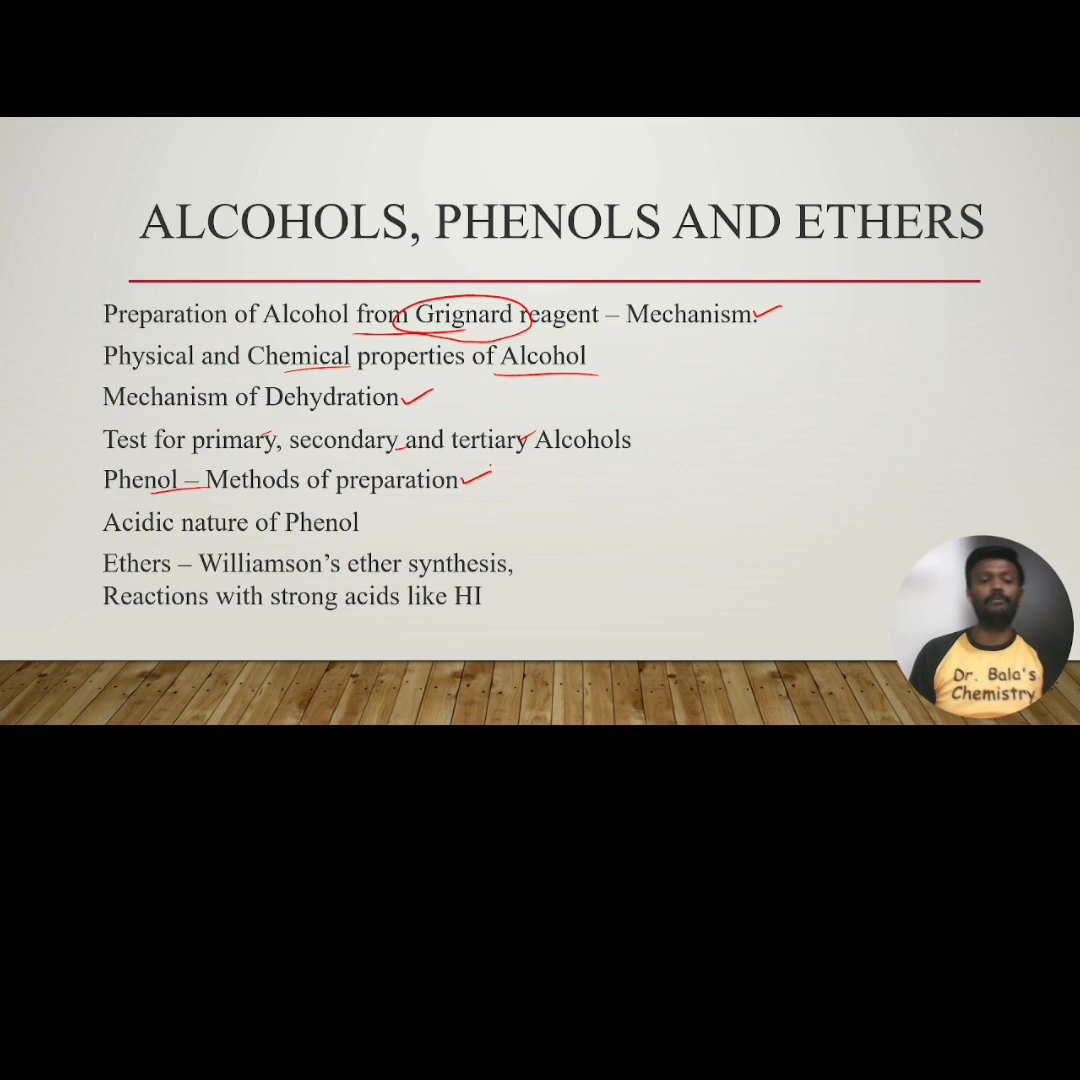 ALCOHOLS, PHENOLS AND ETHERS
Preparation of Alcohol from Grignard reagent – Mechanism.
Physical and Chemical properties of Alcohol
Mechanism of Dehydration
Test for primary, secondary and tertiary Alcohols
Phenol – Methods of preparation
Acidic nature of Phenol
Ethers – Williamson’s ether synthesis,
Reactions with strong acids like HI
Dr. Bala's
Chemistry